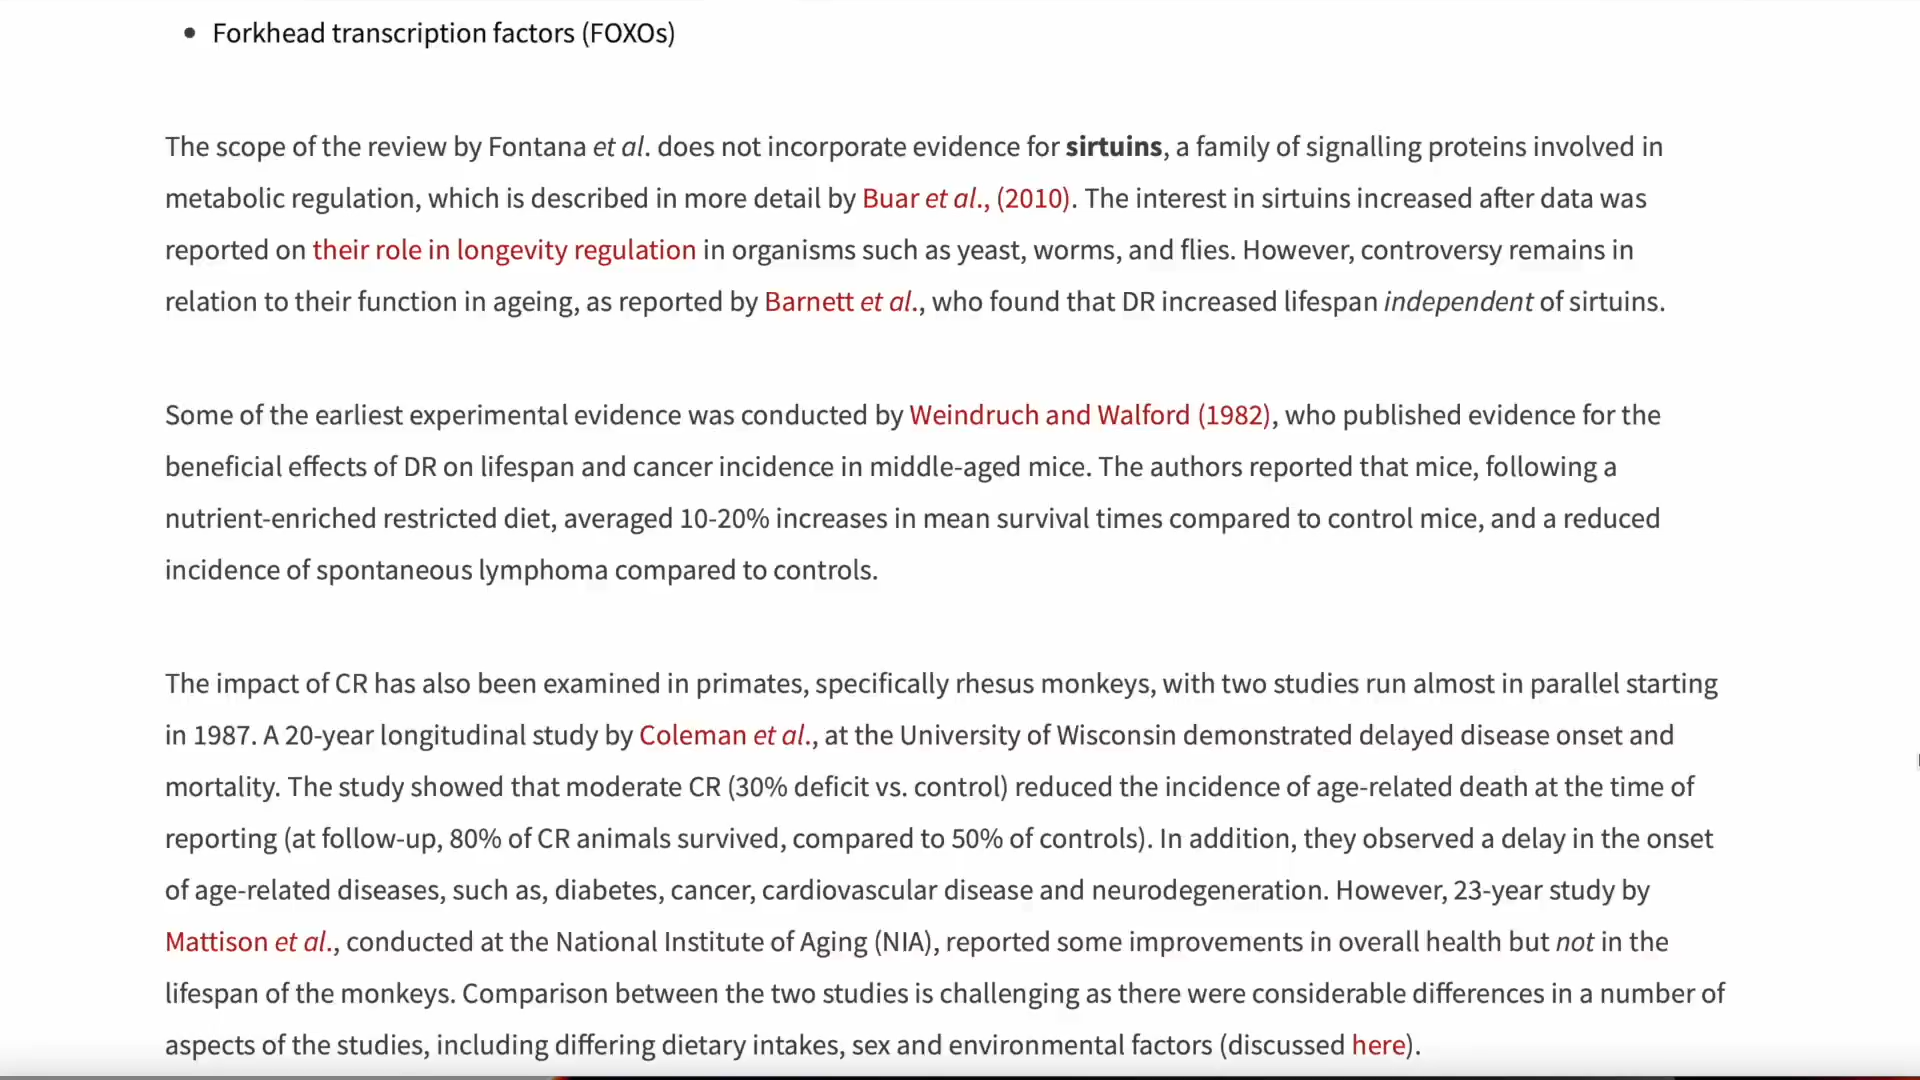 • Forkhead transcription factors (FOXOs)
The scope of the review by Fontana et al. does not incorporate evidence for sirtuins, a family of signalling proteins involved in
metabolic regulation, which is described in more detail by Buar et al., (2010). The interest in sirtuins increased after data was
reported on their role in longevity regulation in organisms such as yeast, worms, and flies. However, controversy remains in
relation to their function in ageing, as reported by Barnett et al., who found that DR increased lifespan independent of sirtuins.
Some of the earliest experimental evidence was conducted by Weindruch and Walford (1982), who published evidence for the
beneficial effects of DR on lifespan and cancer incidence in middle-aged mice. The authors reported that mice, following a
nutrient-enriched restricted diet, averaged 10-20% increases in mean survival times compared to control mice, and a reduced
incidence of spontaneous lymphoma compared to controls.
The impact of CR has also been examined in primates, specifically rhesus monkeys, with two studies run almost in parallel starting
in 1987. A 20-year longitudinal study by Coleman et al., at the University of Wisconsin demonstrated delayed disease onset and
mortality. The study showed that moderate CR (30% deficit vs. control) reduced the incidence of age-related death at the time of
reporting (at follow-up, 80% of CR animals survived, compared to 50% of controls). In addition, they observed a delay in the onset
of age-related diseases, such as, diabetes, cancer, cardiovascular disease and neurodegeneration. However, 23-year study by
Mattison et al., conducted at the National Institute of Aging (NIA), reported some improvements in overall health but not in the
lifespan of the monkeys. Comparison between the two studies is challenging as there were considerable differences in a number of
aspects of the studies, including differing dietary intakes, sex and environmental factors (discussed here).